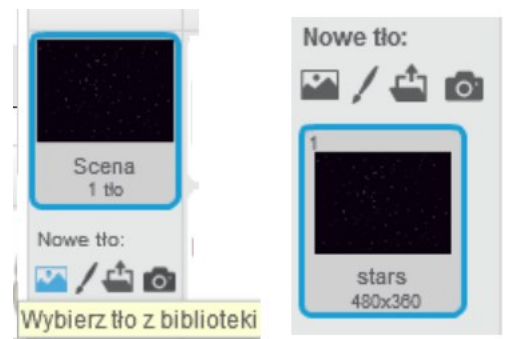 Scena
1 tło
Nowe tło:
Wybierz tło z biblioteki
Nowe tło:
1
stars
480x360